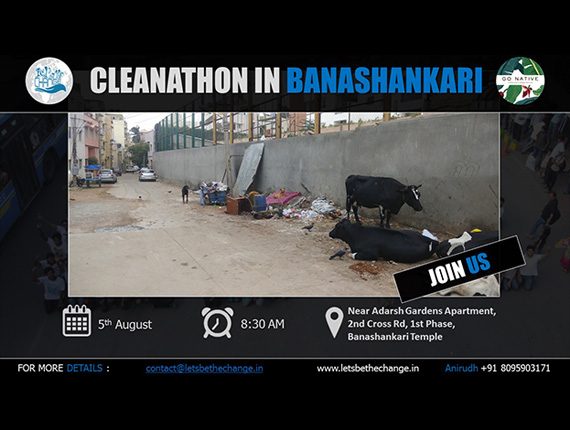 CLEANATHON IN BANASHANKARI
GO NATIVE
JOIN US
5th August
8:30 AM
Near Adarsh Gardens Apartment,
2nd Cross Rd, 1st Phase,
Banashankari Temple
FOR MORE DETAILS :
contact@letsbethechange.in
www.letsbethechange.in
Anirudh +91 8095903171